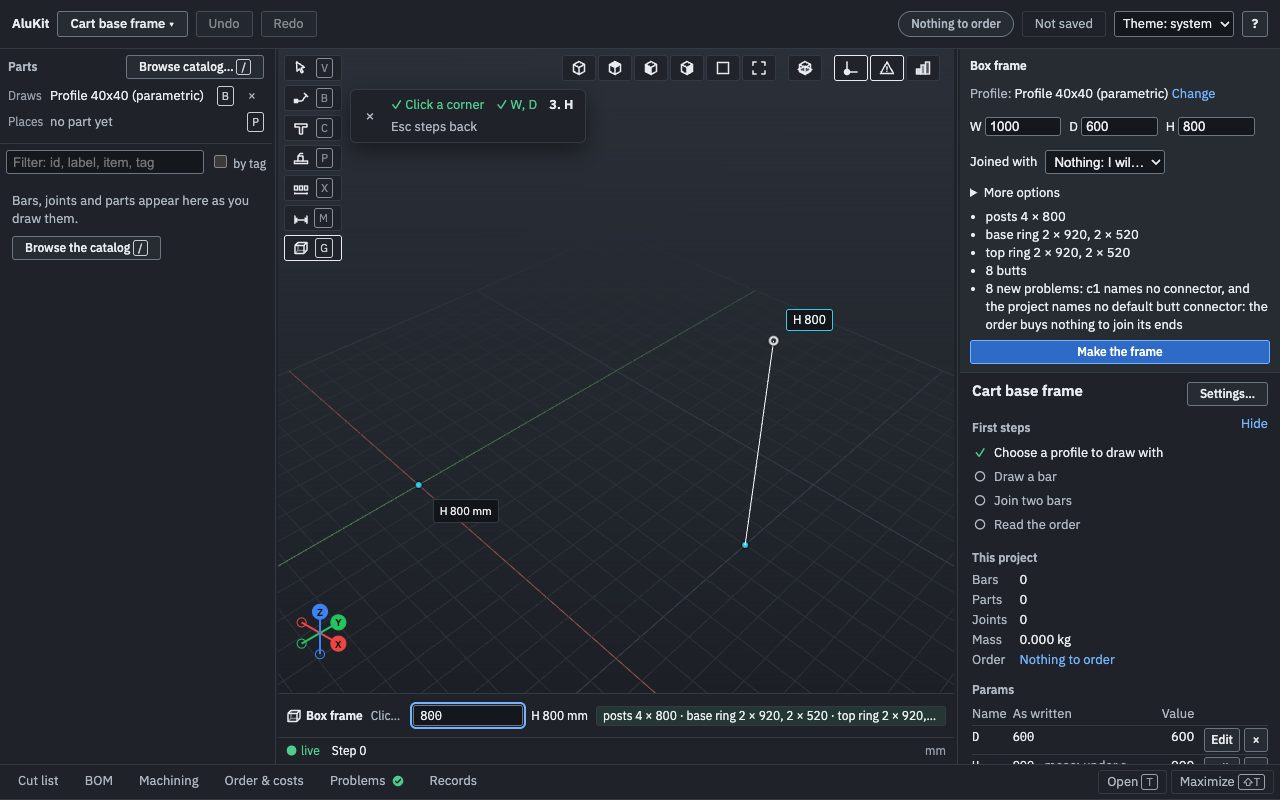 AluKit Cart base frame ▾ Undo Redo Nothing to order Not saved Theme: system ?
Parts Browse catalog... /
Draws Profile 40x40 (parametric) B ×
Places no part yet P
Filter: id, label, item, tag by tag
Bars, joints and parts appear here as you
draw them.
Browse the catalog /
V
B
C
P
X
M
G
× ✓ Click a corner ✓ W, D 3. H
Esc steps back
H 800
H 800 mm
Z
Y
X
Box frame Clic... 800 H 800 mm posts 4 × 800 · base ring 2 × 920, 2 × 520 · top ring 2 × 920,...
live Step 0 mm
Box frame
Profile: Profile 40x40 (parametric) Change
W 1000 D 600 H 800
Joined with Nothing: I wil...
▶ More options
• posts 4 × 800
• base ring 2 × 920, 2 × 520
• top ring 2 × 920, 2 × 520
• 8 butts
• 8 new problems: c1 names no connector, and
the project names no default butt connector: the
order buys nothing to join its ends
Make the frame
Cart base frame Settings...
First steps Hide
✓ Choose a profile to draw with
Draw a bar
Join two bars
Read the order
This project
Bars 0
Parts 0
Joints 0
Mass 0.000 kg
Order Nothing to order
Params
Name As written Value
D 600 600 Edit ×
Cut list BOM Machining Order & costs Problems Records Open T Maximize ⇧T